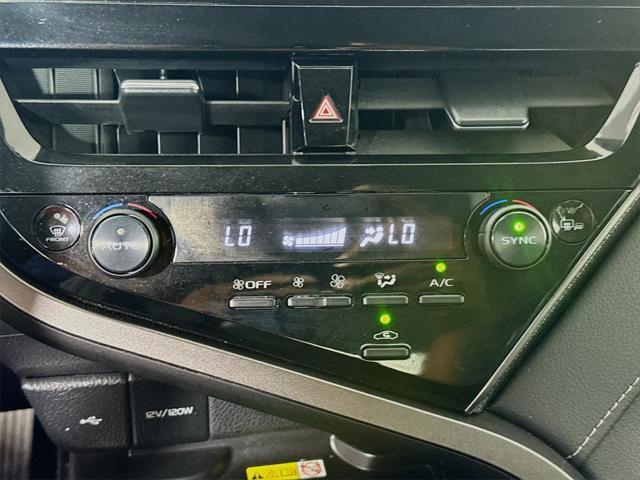 LO LO
FRONT AUTO SYNC
OFF A/C
12V/120W